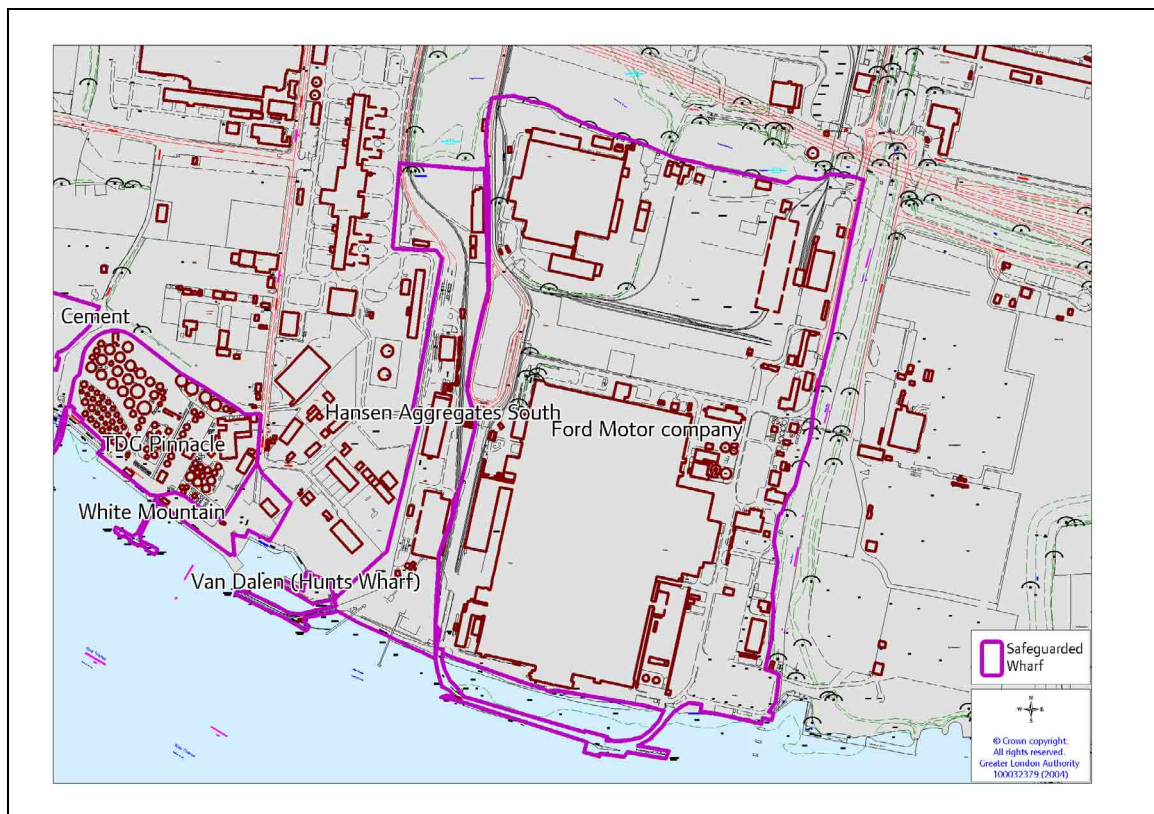 Cement
Hansen Aggregates South
Ford Motor company
TDG Pinnacle
White Mountain
Van Dalen (Hunts Wharf)
Safeguarded
Wharf
N
W E
S
© Crown copyright.
All rights reserved.
Greater London Authority
100032379 (2004)